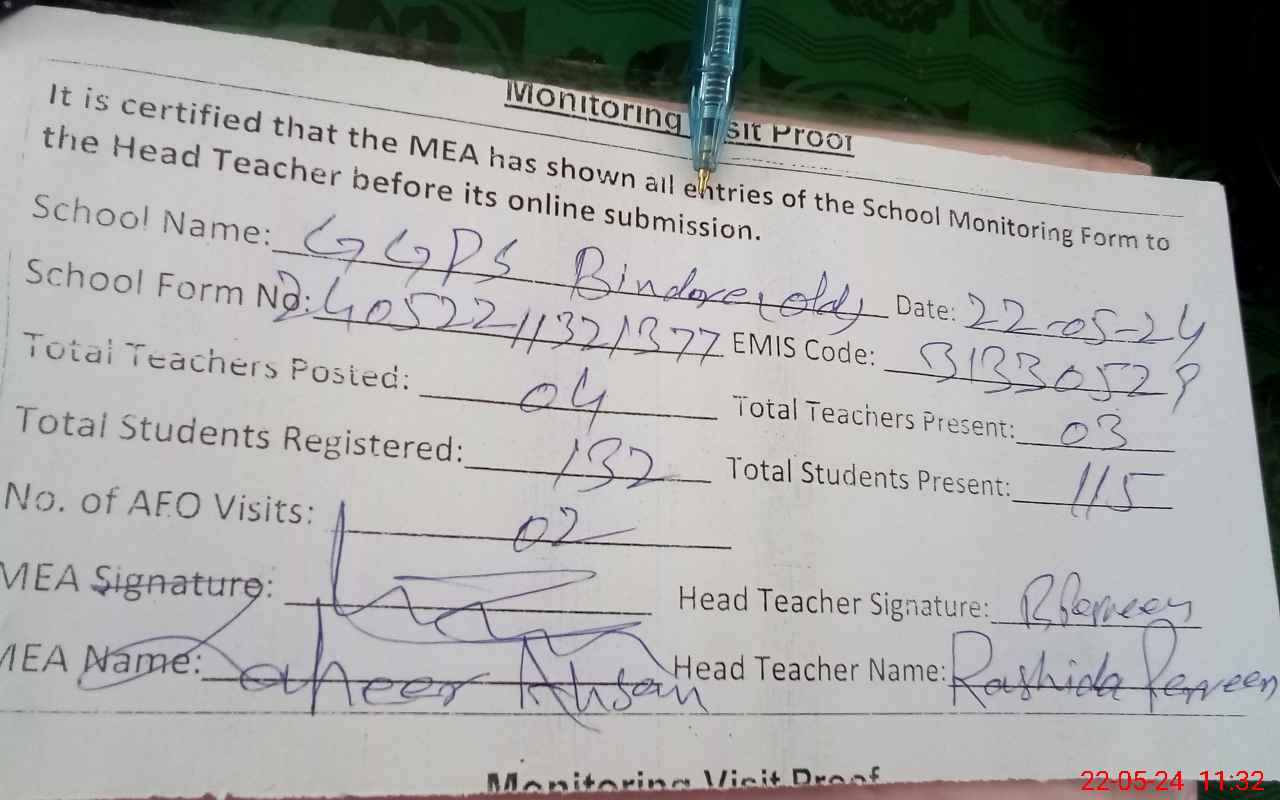 Monitoring Visit Proof
It is certified that the MEA has shown all entries of the School Monitoring Form to
the Head Teacher before its online submission.
School Name: GGPS Bindore (old) Date: 22-05-24
School Form No: 24052211321377 EMIS Code: 31330529
Total Teachers Posted: 04 Total Teachers Present: 03
Total Students Registered: 132 Total Students Present: 115
No. of AEO Visits: 02
MEA Signature: Head Teacher Signature: R Perveen
MEA Name: Ahsan Head Teacher Name: Rashida Perveen
Monitoring Visit Proof
22-05-24 11:32